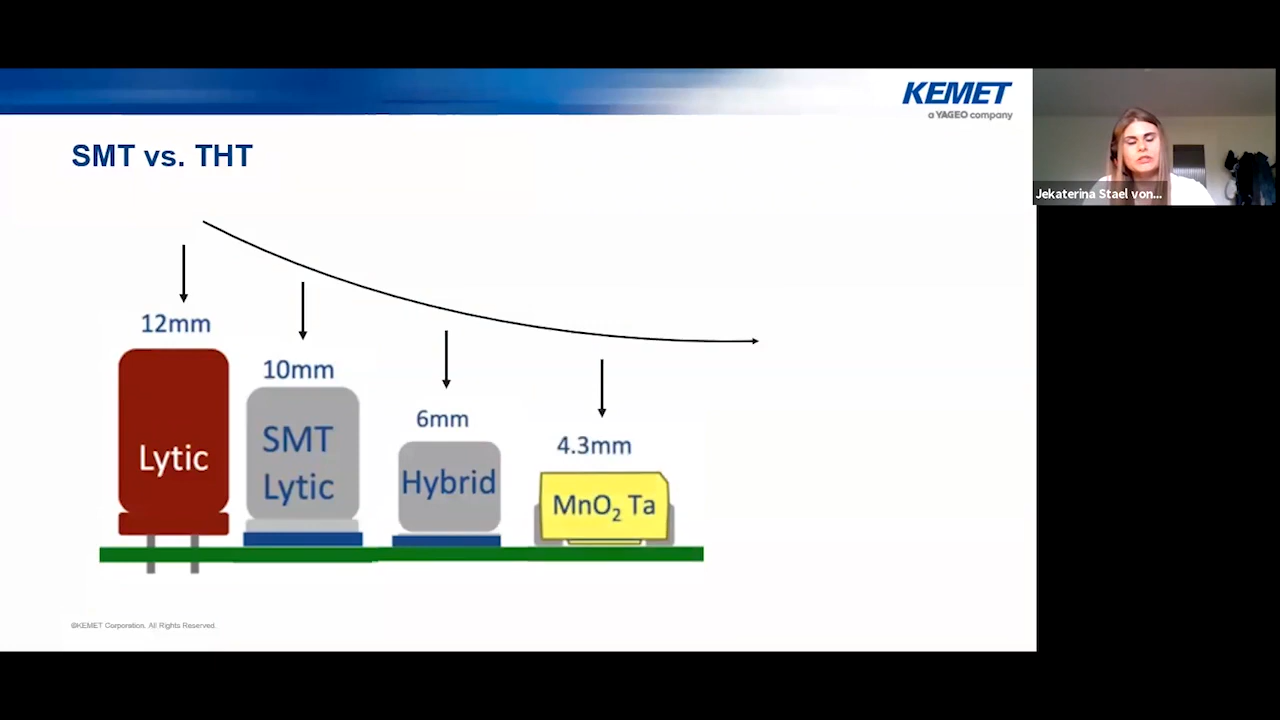 KEMET
a YAGEO company
SMT vs. THT
Jekaterina Stael von...
12mm
10mm
6mm
4.3mm
Lytic
SMT
Lytic
Hybrid
MnO₂ Ta
©KEMET Corporation. All Rights Reserved.